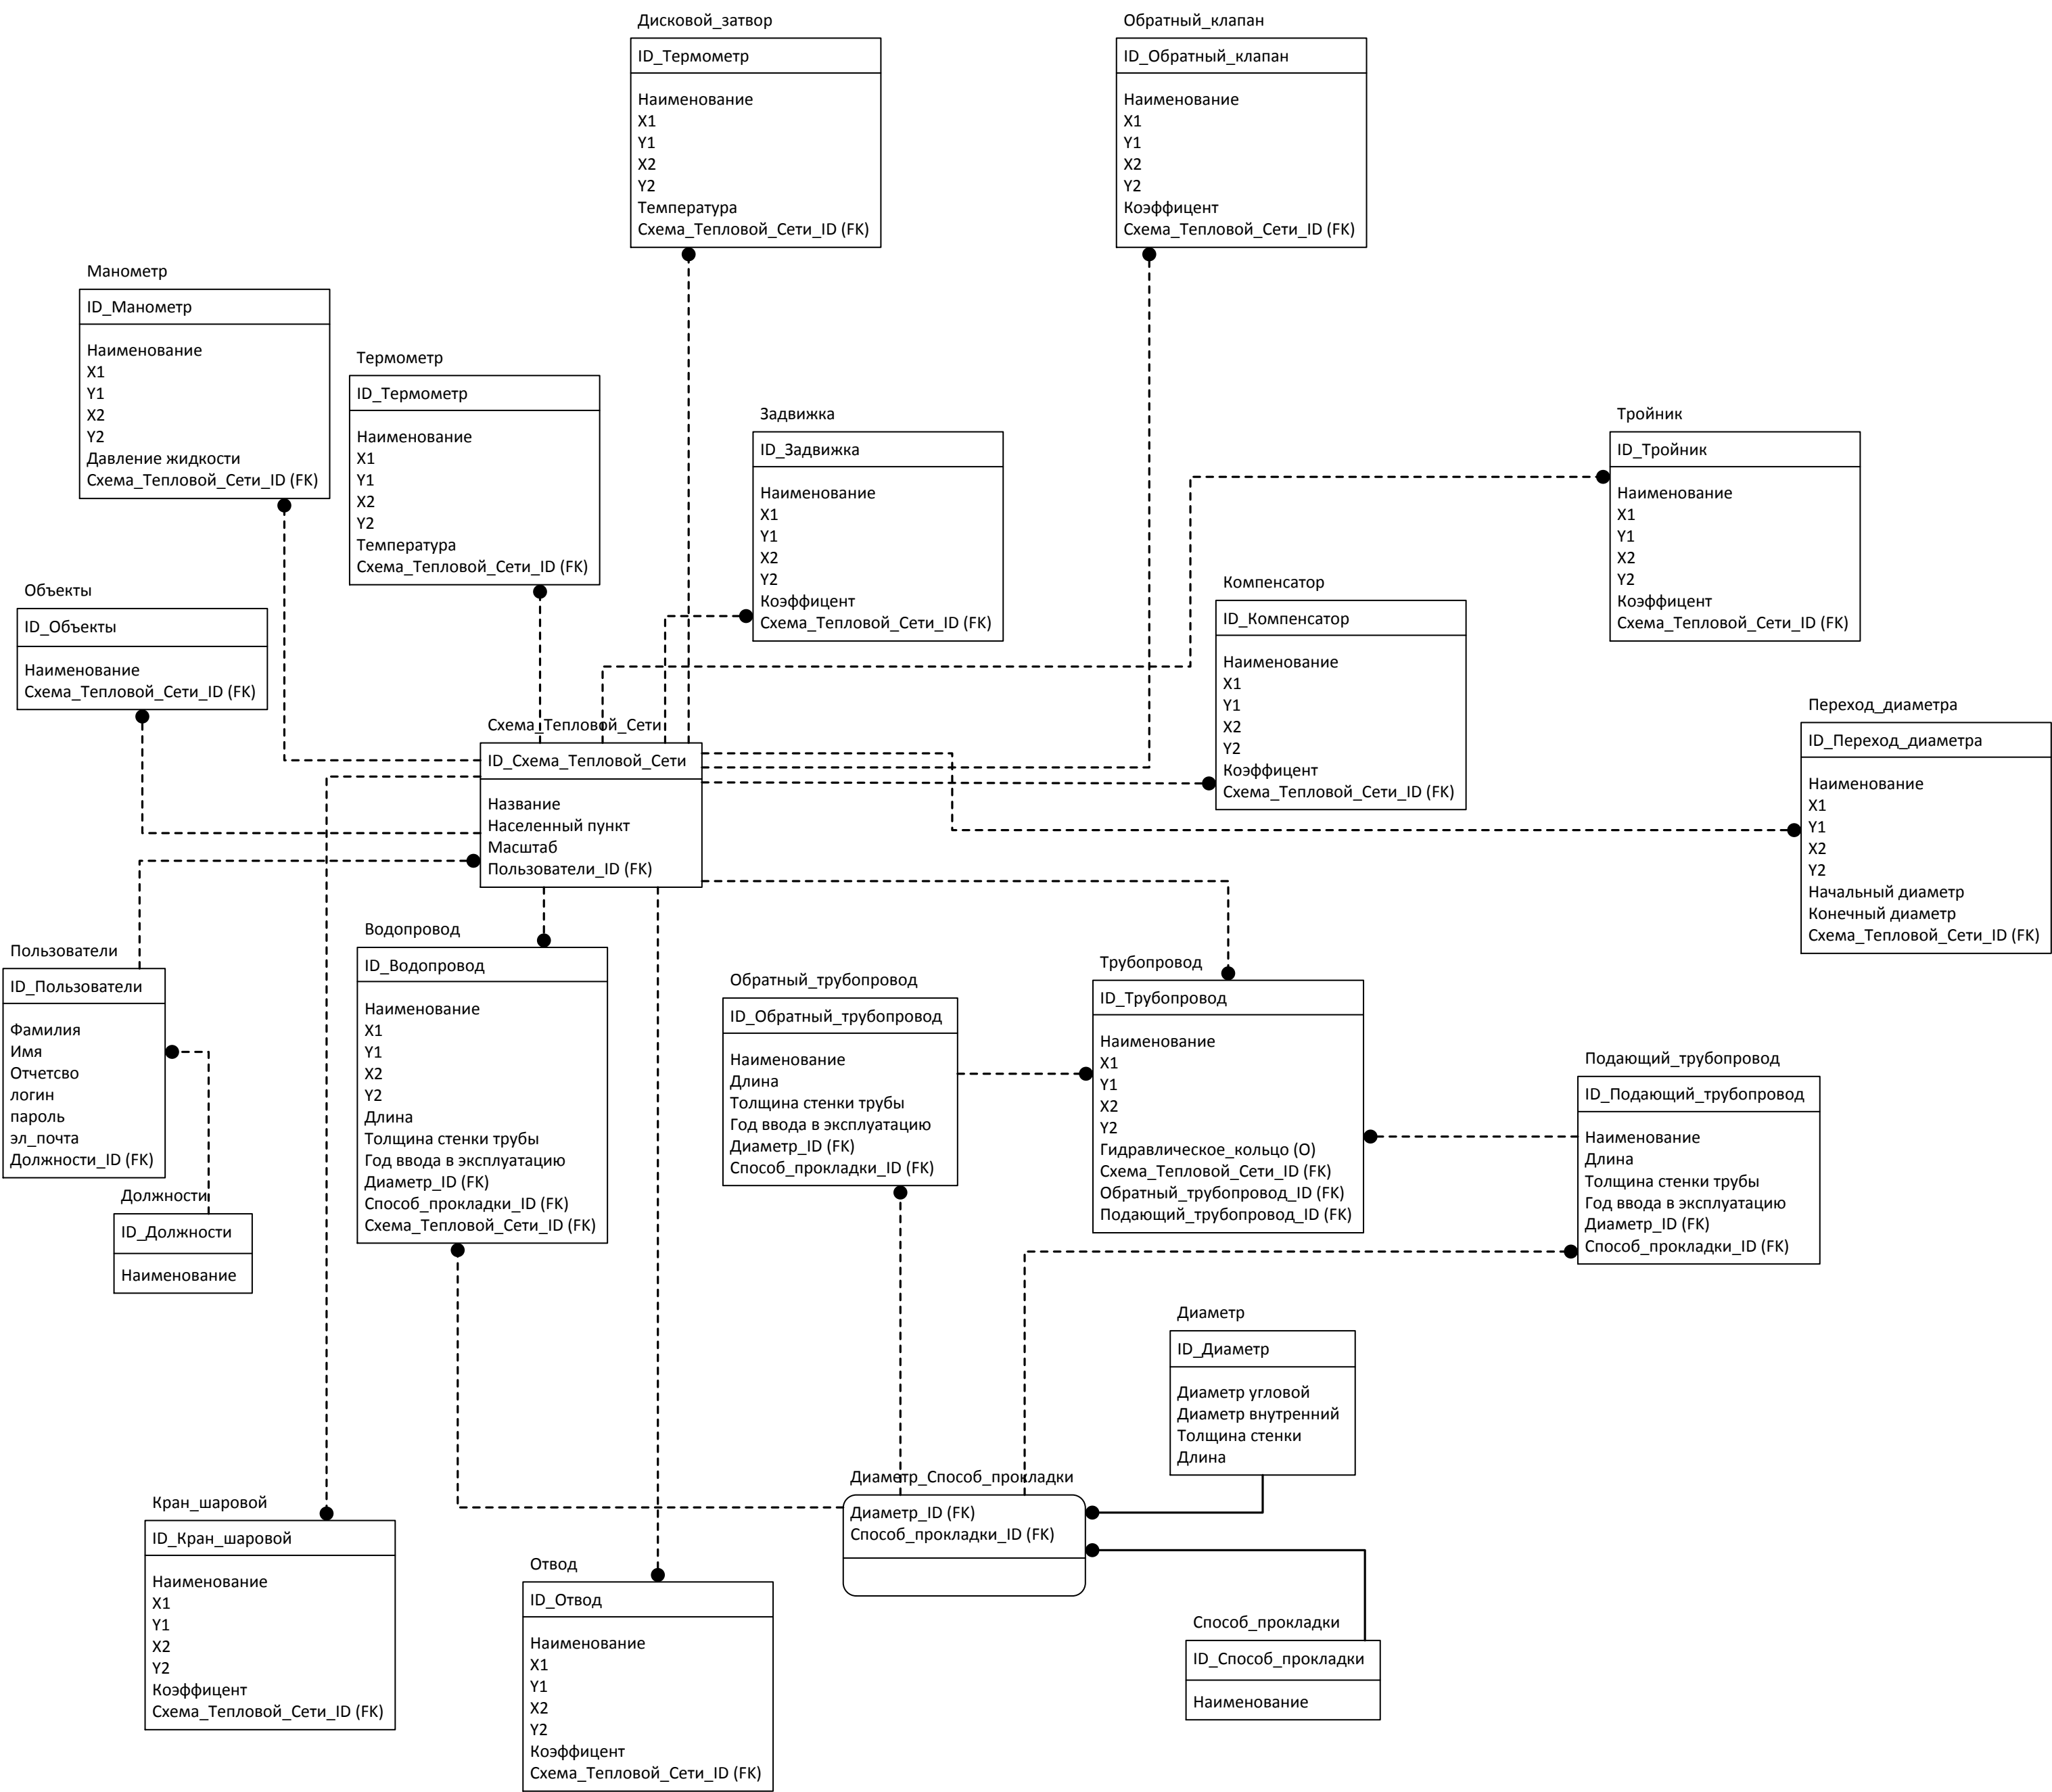 Дисковой_затвор
ID_Термометр
Наименование
X1
Y1
X2
Y2
Температура
Схема_Тепловой_Сети_ID (FK)
Обратный_клапан
ID_Обратный_клапан
Наименование
X1
Y1
X2
Y2
Коэффицент
Схема_Тепловой_Сети_ID (FK)
Манометр
ID_Манометр
Наименование
X1
Y1
X2
Y2
Давление жидкости
Схема_Тепловой_Сети_ID (FK)
Термометр
ID_Термометр
Наименование
X1
Y1
X2
Y2
Температура
Схема_Тепловой_Сети_ID (FK)
Задвижка
ID_Задвижка
Наименование
X1
Y1
X2
Y2
Коэффицент
Схема_Тепловой_Сети_ID (FK)
Тройник
ID_Тройник
Наименование
X1
Y1
X2
Y2
Коэффицент
Схема_Тепловой_Сети_ID (FK)
Объекты
ID_Объекты
Наименование
Схема_Тепловой_Сети_ID (FK)
Компенсатор
ID_Компенсатор
Наименование
X1
Y1
X2
Y2
Коэффицент
Схема_Тепловой_Сети_ID (FK)
Схема_Тепловой_Сети
ID_Схема_Тепловой_Сети
Название
Населенный пункт
Масштаб
Пользователи_ID (FK)
Переход_диаметра
ID_Переход_диаметра
Наименование
X1
Y1
X2
Y2
Начальный диаметр
Конечный диаметр
Схема_Тепловой_Сети_ID (FK)
Пользователи
ID_Пользователи
Фамилия
Имя
Отчетсво
логин
пароль
эл_почта
Должности_ID (FK)
Должности
ID_Должности
Наименование
Водопровод
ID_Водопровод
Наименование
X1
Y1
X2
Y2
Длина
Толщина стенки трубы
Год ввода в эксплуатацию
Диаметр_ID (FK)
Способ_прокладки_ID (FK)
Схема_Тепловой_Сети_ID (FK)
Обратный_трубопровод
ID_Обратный_трубопровод
Наименование
Длина
Толщина стенки трубы
Год ввода в эксплуатацию
Диаметр_ID (FK)
Способ_прокладки_ID (FK)
Трубопровод
ID_Трубопровод
Наименование
X1
Y1
X2
Y2
Гидравлическое_кольцо (O)
Схема_Тепловой_Сети_ID (FK)
Обратный_трубопровод_ID (FK)
Подающий_трубопровод_ID (FK)
Подающий_трубопровод
ID_Подающий_трубопровод
Наименование
Длина
Толщина стенки трубы
Год ввода в эксплуатацию
Диаметр_ID (FK)
Способ_прокладки_ID (FK)
Диаметр
ID_Диаметр
Диаметр угловой
Диаметр внутренний
Толщина стенки
Длина
Диаметр_Способ_прокладки
Диаметр_ID (FK)
Способ_прокладки_ID (FK)
Кран_шаровой
ID_Кран_шаровой
Наименование
X1
Y1
X2
Y2
Коэффицент
Схема_Тепловой_Сети_ID (FK)
Отвод
ID_Отвод
Наименование
X1
Y1
X2
Y2
Коэффицент
Схема_Тепловой_Сети_ID (FK)
Способ_прокладки
ID_Способ_прокладки
Наименование